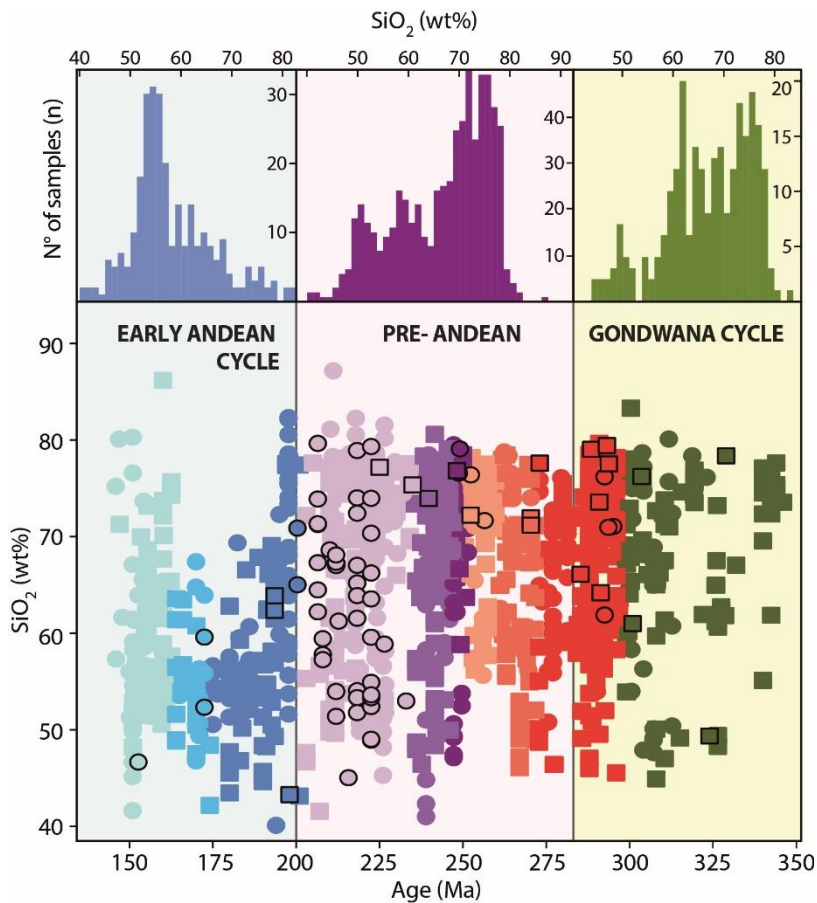 SiO2 (wt%)
40 50 60 70 80 50 60 70 80 90 50 60 70 80
N° of samples (n)
30
20
10
40
30
20
10
20
15
10
5
EARLY ANDEAN
CYCLE
PRE- ANDEAN
GONDWANA CYCLE
SiO2 (wt%)
90
80
70
60
50
40
150 175 200 225 250 275 300 325 350
Age (Ma)